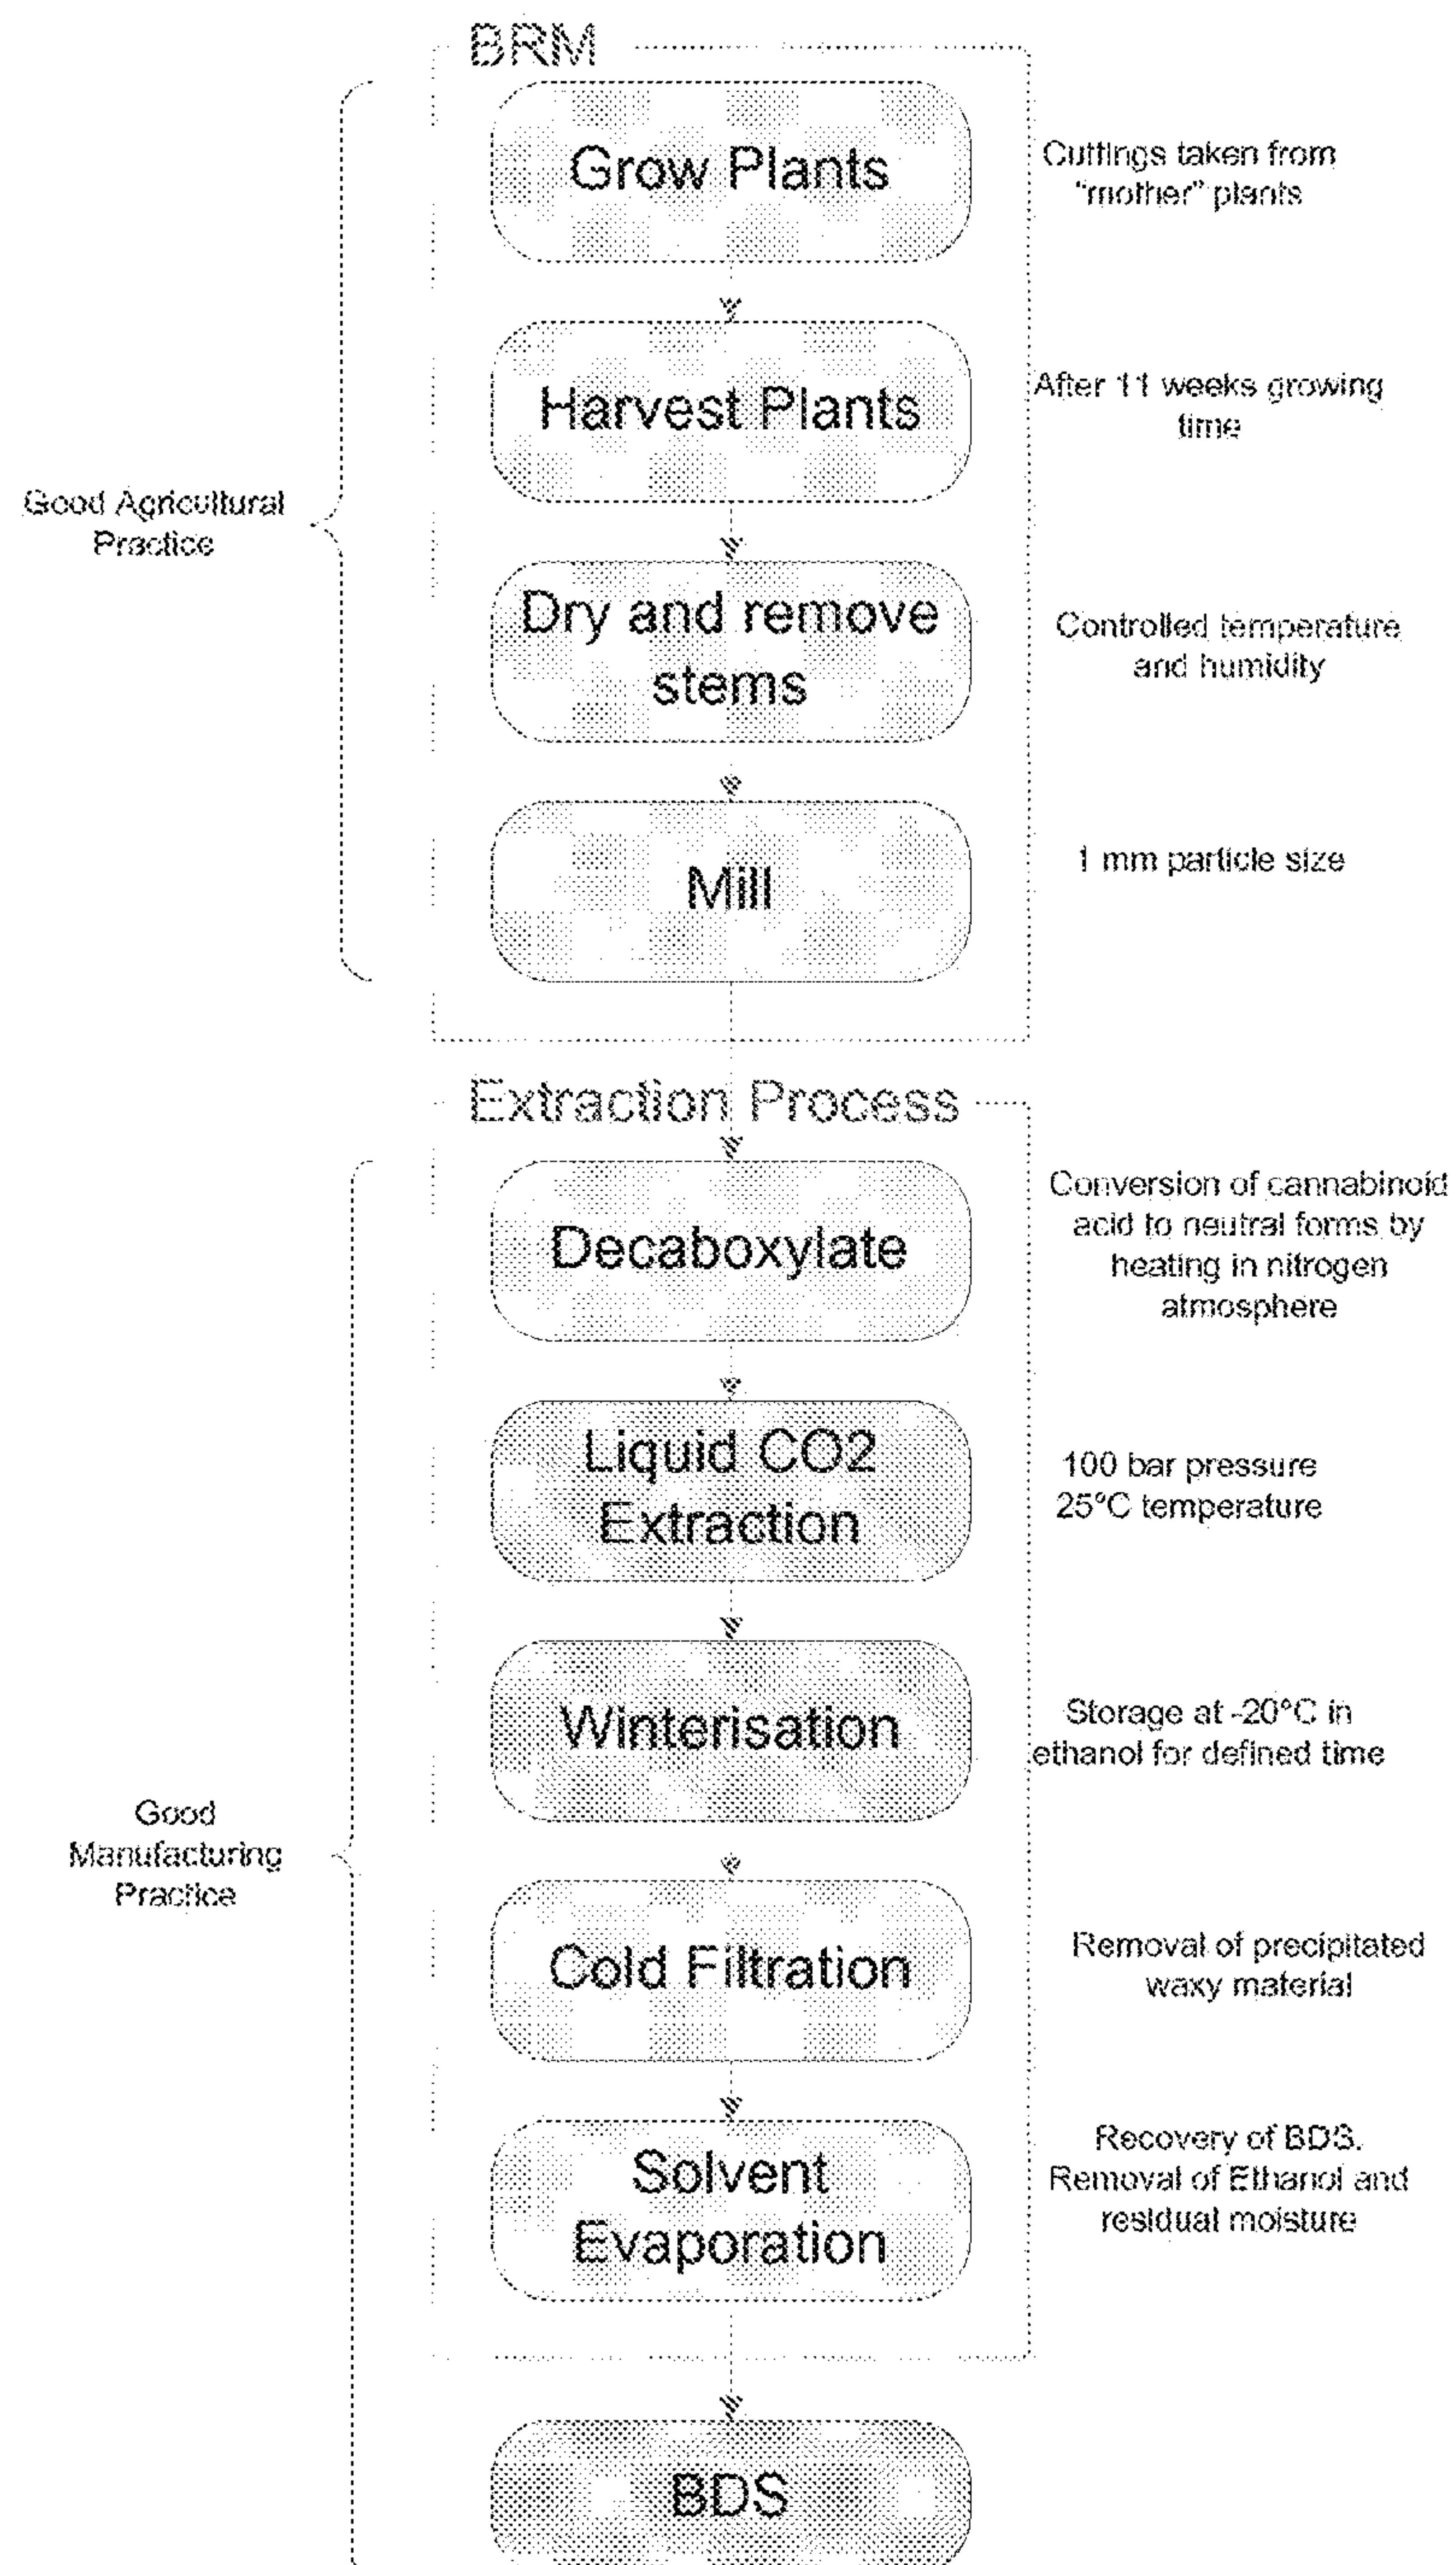 BRM
Grow Plants
Cuttings taken from
"mother" plants
Harvest Plants
After 11 weeks growing
time
Good Agricultural
Practice
Dry and remove
stems
Controlled temperature
and humidity
Mill
1 mm particle size
Extraction Process
Decaboxylate
Conversion of cannabinoid
acid to neutral forms by
heating in nitrogen
atmosphere
Liquid CO2
Extraction
100 bar pressure
25ºC temperature
Winterisation
Storage at -20ºC in
ethanol for defined time
Good
Manufacturing
Practice
Cold Filtration
Removal of precipitated
waxy material
Solvent
Evaporation
Recovery of BDS.
Removal of Ethanol and
residual moisture
BDS